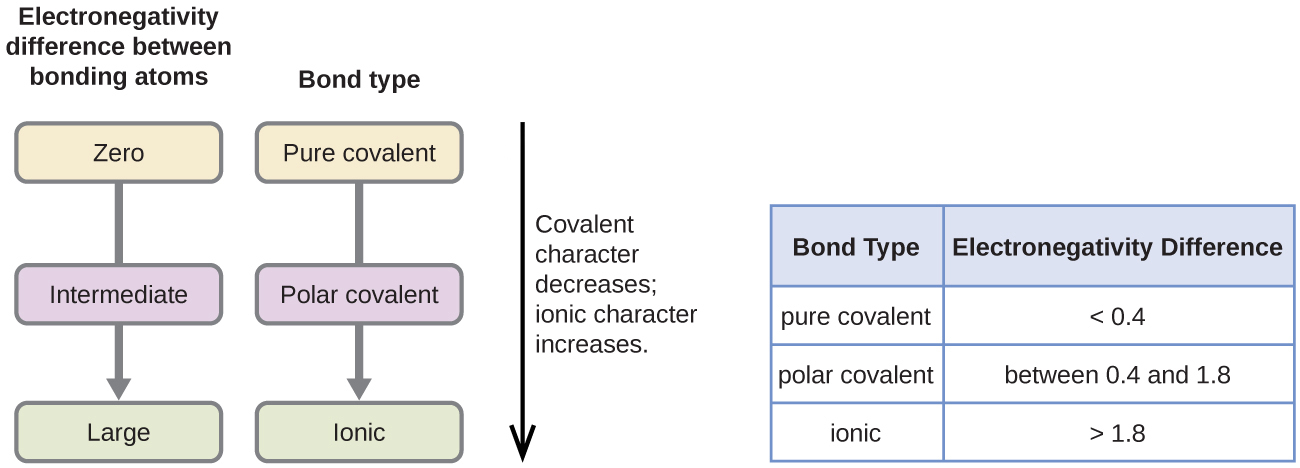 Electronegativity
difference between
bonding atoms
Bond type
Zero
Pure covalent
Intermediate
Polar covalent
Large
Ionic
Covalent
character
decreases;
ionic character
increases.
Bond Type
Electronegativity Difference
pure covalent
< 0.4
polar covalent
between 0.4 and 1.8
ionic
> 1.8